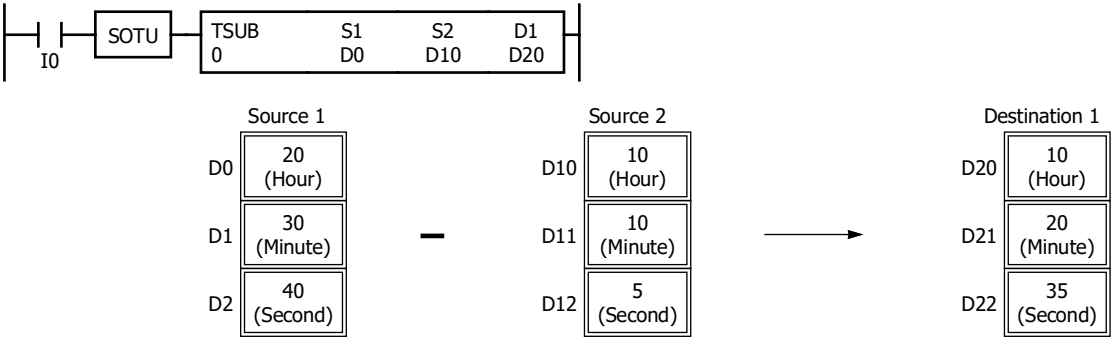 SOTU TSUB S1 S2 D1
0 D0 D10 D20
I0
Source 1 Source 2 Destination 1
D0 20 (Hour) D10 10 (Hour) D20 10 (Hour)
D1 30 (Minute) – D11 10 (Minute) D21 20 (Minute)
D2 40 (Second) D12 5 (Second) D22 35 (Second)